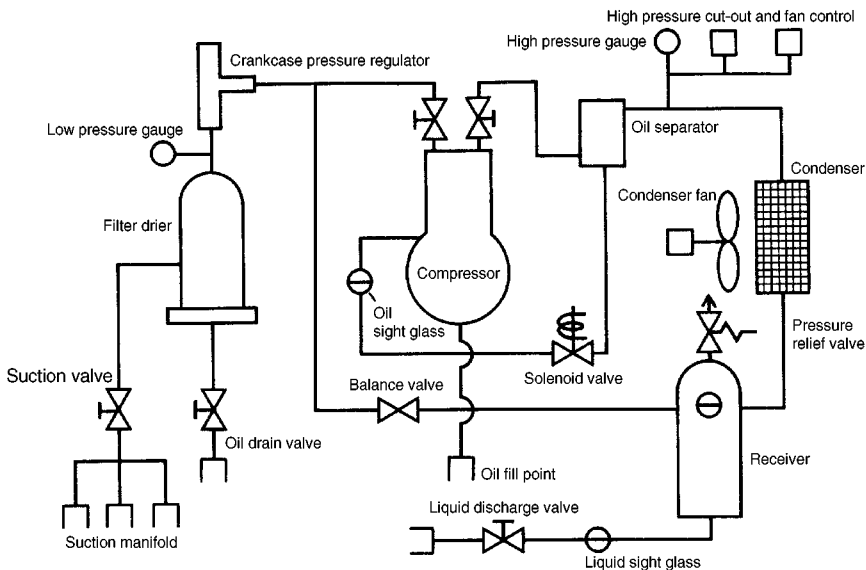 High pressure cut-out and fan control
High pressure gauge
Crankcase pressure regulator
Low pressure gauge
Oil separator
Condenser
Condenser fan
Filter drier
Compressor
Oil
sight glass
Pressure
relief valve
Suction valve
Solenoid valve
Balance valve
Oil drain valve
Receiver
Oil fill point
Liquid discharge valve
Suction manifold
Liquid sight glass